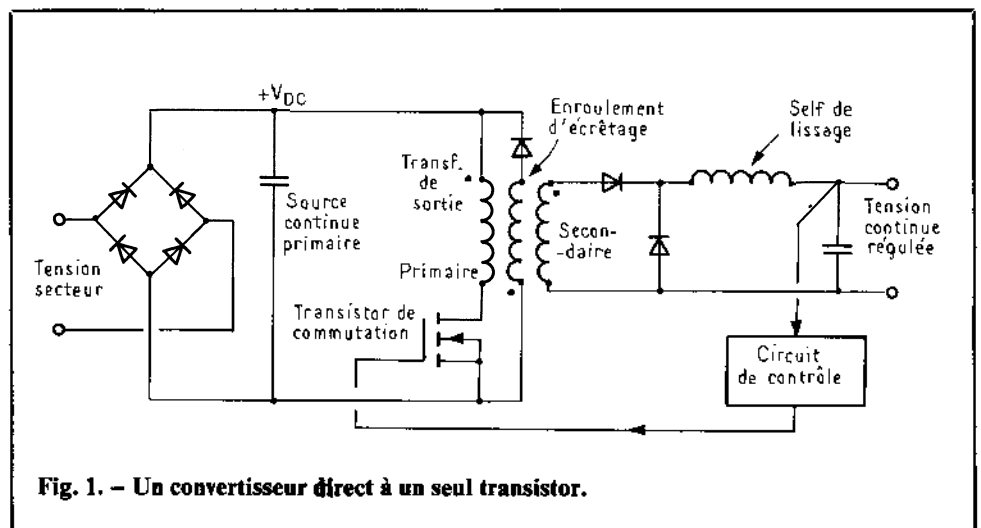 +VDC
Enroulement
d'écrêtage
Self de
lissage
Transf.
de
sortie
Source
continue
primaire
Tension
continue
régulée
Secon-
-daire
Tension
secteur
Primaire
Transistor de
commutation
Circuit
de contrôle
Fig. 1. – Un convertisseur direct à un seul transistor.